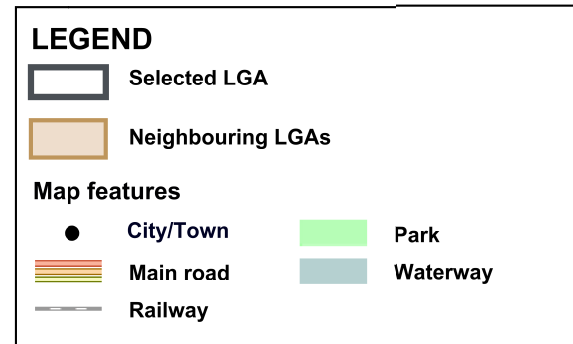 LEGEND
Selected LGA
Neighbouring LGAs
Map features
City/Town
Park
Main road
Waterway
Railway